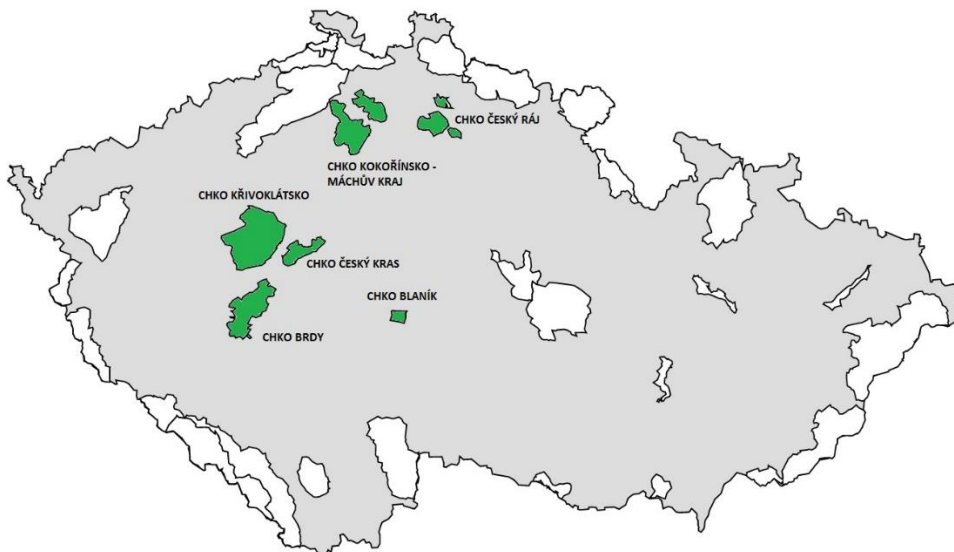 CHKO ČESKÝ RÁJ
CHKO KOKOŘÍNSKO -
MÁCHŮV KRAJ
CHKO KŘIVOKLÁTSKO
CHKO ČESKÝ KRAS
CHKO BLANÍK
CHKO BRDY